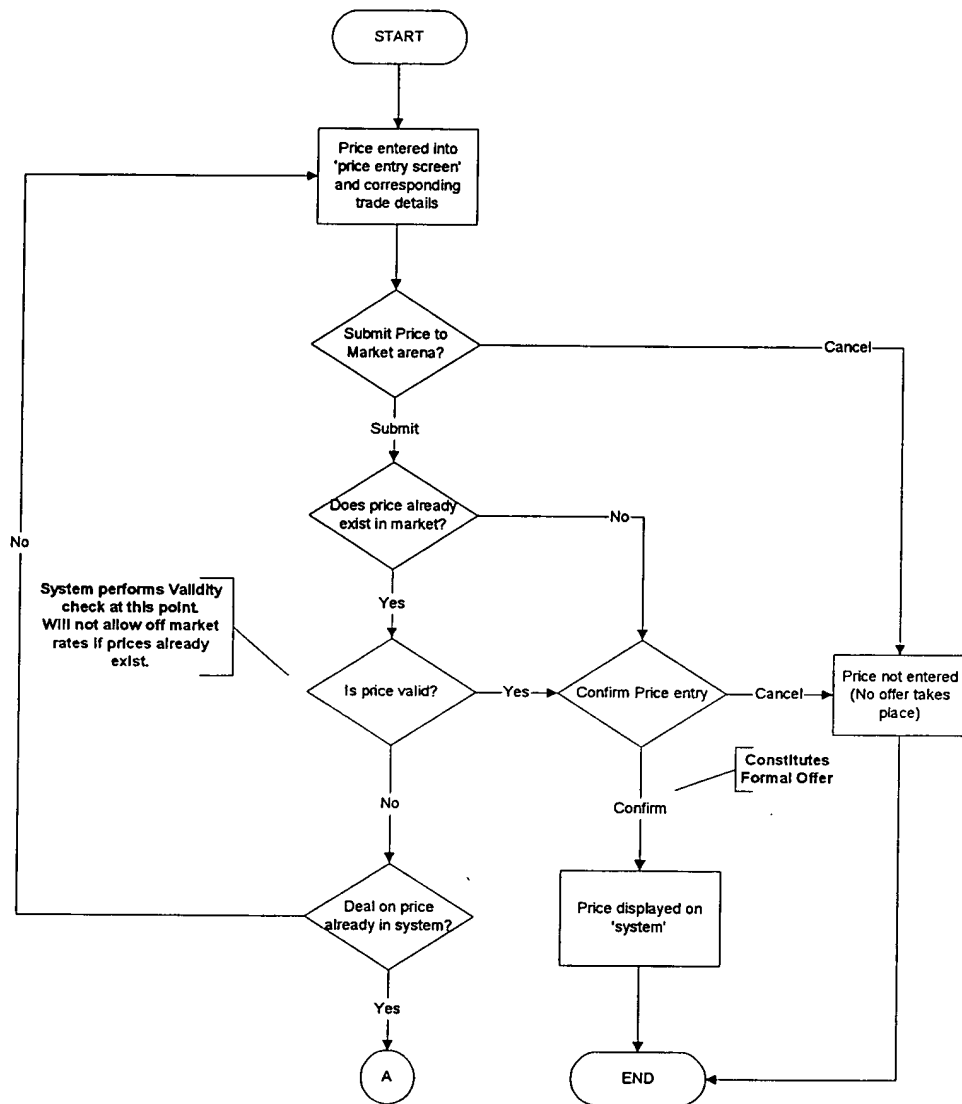 START
Price entered into
'price entry screen'
and corresponding
trade details
Submit Price to
Market arena?
Cancel
Submit
Does price already
exist in market?
No
No
System performs Validity
check at this point.
Will not allow off market
rates if prices already
exist.
Yes
Is price valid?
Yes
Confirm Price entry
Cancel
Price not entered
(No offer takes
place)
Constitutes
Formal Offer
No
Confirm
Deal on price
already in system?
Price displayed on
'system'
Yes
A
END